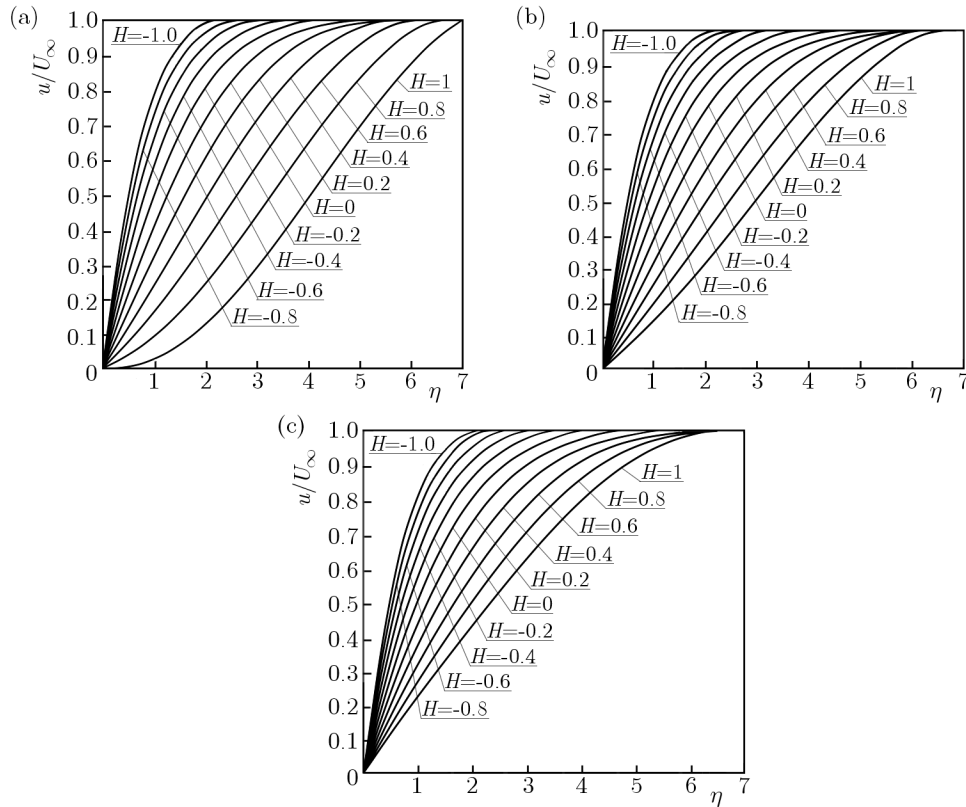 (a)
u/U∞
1.0
0.9
0.8
0.7
0.6
0.5
0.4
0.3
0.2
0.1
0
1 2 3 4 5 6 7
η
H=-1.0
H=1
H=0.8
H=0.6
H=0.4
H=0.2
H=0
H=-0.2
H=-0.4
H=-0.6
H=-0.8
(b)
u/U∞
1.0
0.9
0.8
0.7
0.6
0.5
0.4
0.3
0.2
0.1
0
1 2 3 4 5 6 7
η
H=-1.0
H=1
H=0.8
H=0.6
H=0.4
H=0.2
H=0
H=-0.2
H=-0.4
H=-0.6
H=-0.8
(c)
u/U∞
1.0
0.9
0.8
0.7
0.6
0.5
0.4
0.3
0.2
0.1
0
1 2 3 4 5 6 7
η
H=-1.0
H=1
H=0.8
H=0.6
H=0.4
H=0.2
H=0
H=-0.2
H=-0.4
H=-0.6
H=-0.8